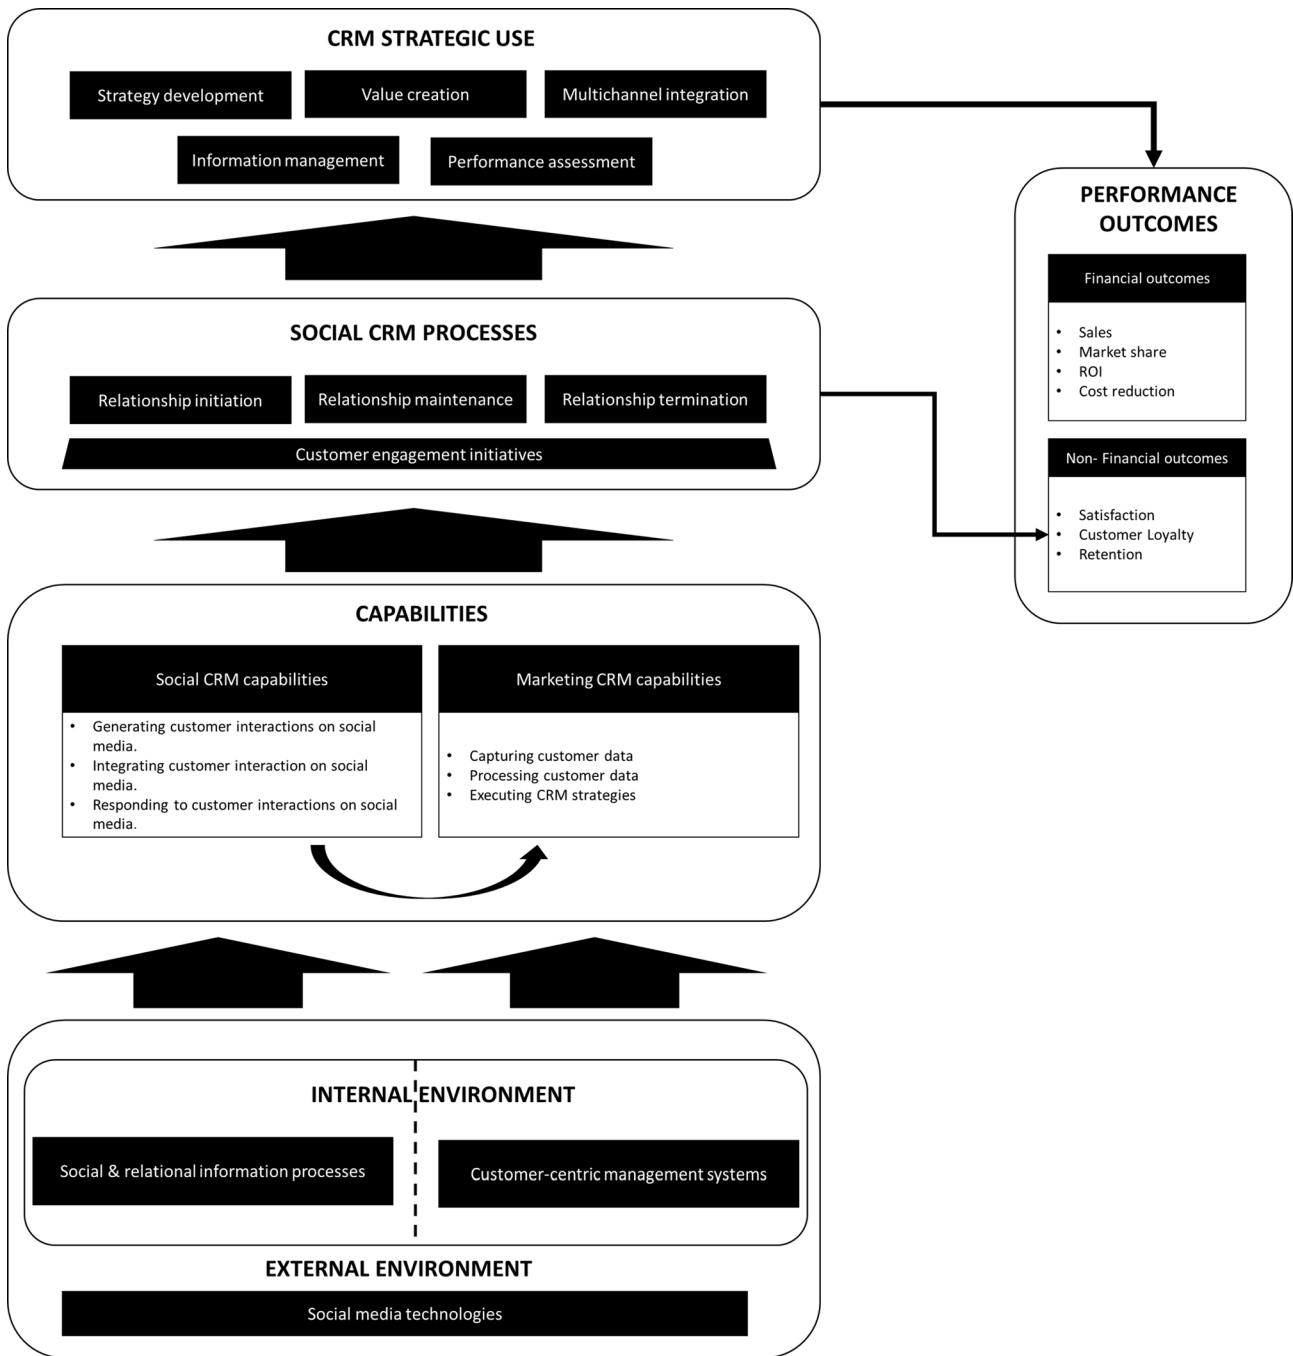 CRM STRATEGIC USE
Strategy development
Value creation
Multichannel integration
Information management
Performance assessment
PERFORMANCE
OUTCOMES
Financial outcomes
• Sales
• Market share
• ROI
• Cost reduction
Non- Financial outcomes
• Satisfaction
• Customer Loyalty
• Retention
SOCIAL CRM PROCESSES
Relationship initiation
Relationship maintenance
Relationship termination
Customer engagement initiatives
CAPABILITIES
Social CRM capabilities
• Generating customer interactions on social
media.
• Integrating customer interaction on social
media.
• Responding to customer interactions on social
media.
Marketing CRM capabilities
• Capturing customer data
• Processing customer data
• Executing CRM strategies
INTERNAL ENVIRONMENT
Social & relational information processes
Customer-centric management systems
EXTERNAL ENVIRONMENT
Social media technologies